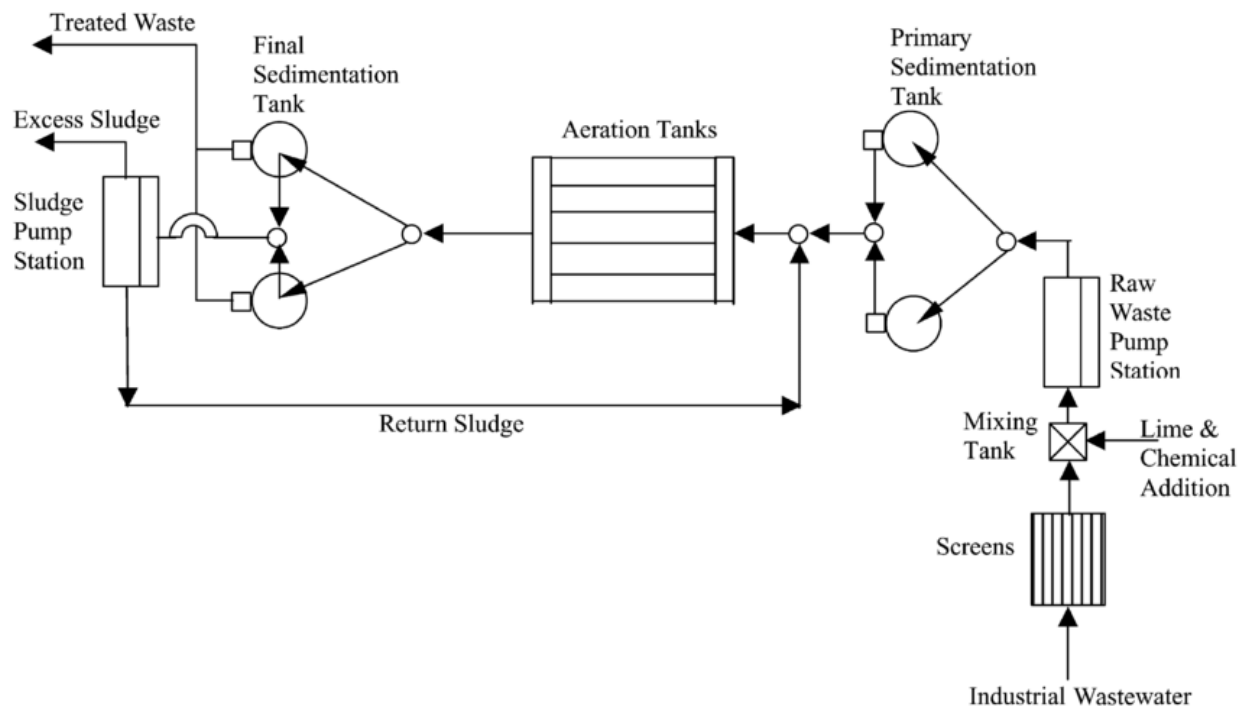 Treated Waste
Final
Sedimentation
Tank
Primary
Sedimentation
Tank
Excess Sludge
Aeration Tanks
Sludge
Pump
Station
Raw
Waste
Pump
Station
Return Sludge
Mixing
Tank
Lime &
Chemical
Addition
Screens
Industrial Wastewater